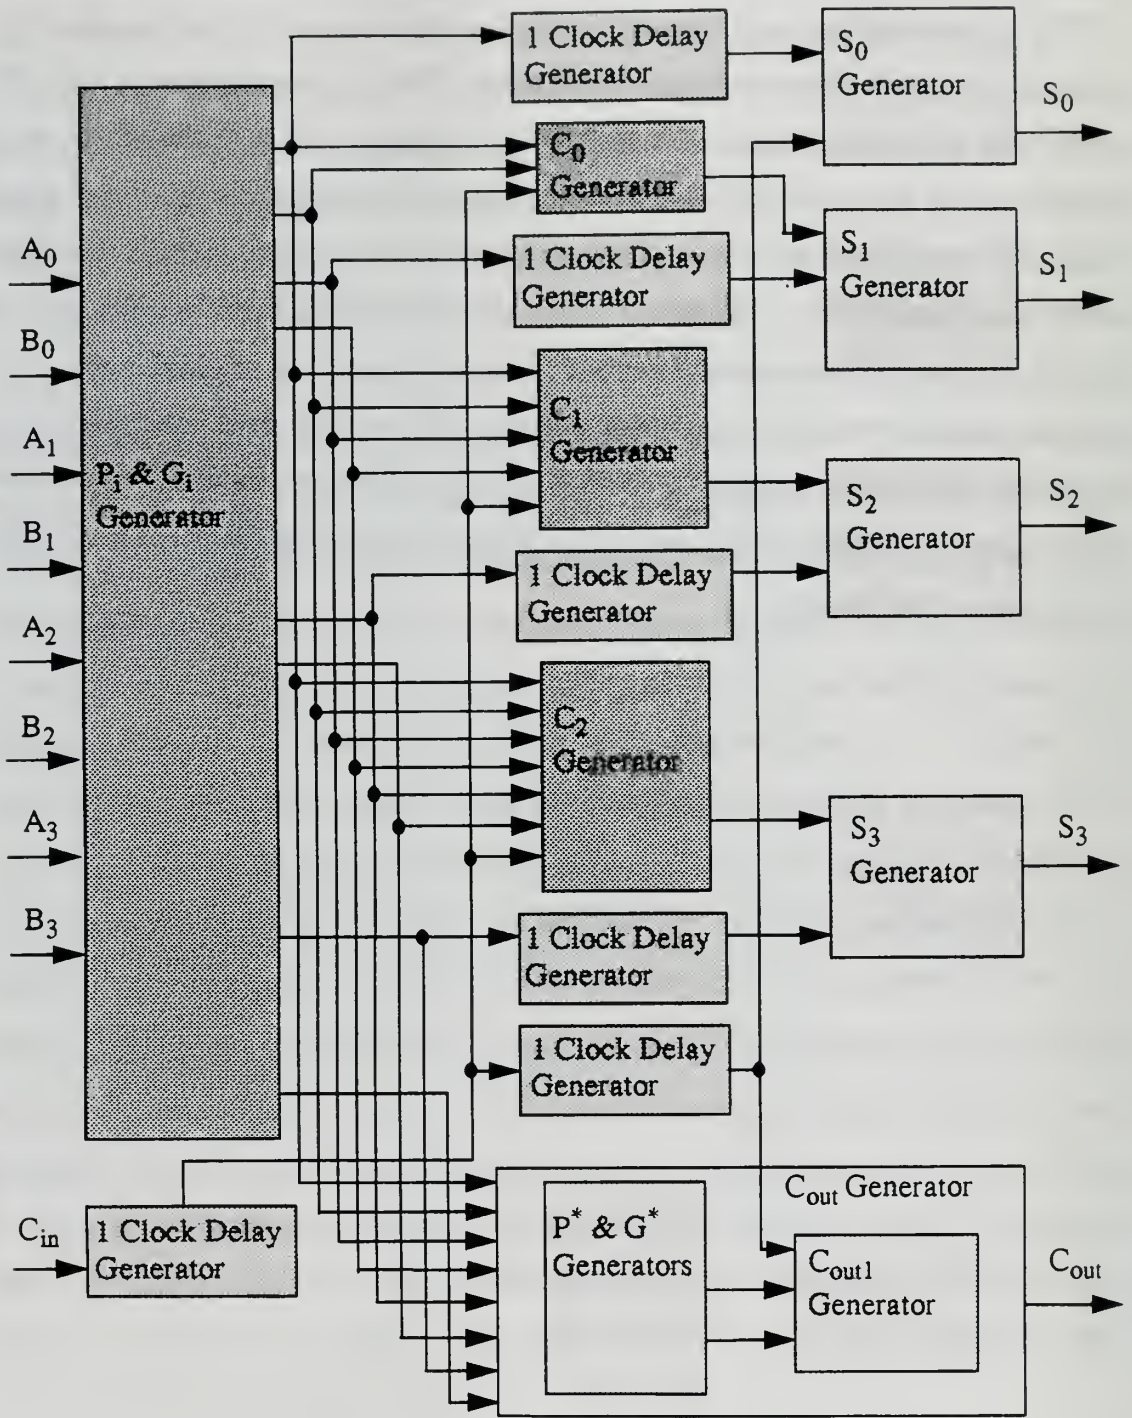 1 Clock Delay
Generator
S0
Generator
S0
C0
Generator
A0
1 Clock Delay
Generator
S1
Generator
S1
B0
A1
C1
Generator
Pi & Gi
Generator
S2
Generator
S2
B1
1 Clock Delay
Generator
A2
B2
C2
Generator
A3
S3
Generator
S3
B3
1 Clock Delay
Generator
1 Clock Delay
Generator
Cin
1 Clock Delay
Generator
Cout Generator
P* & G*
Generators
Cout1
Generator
Cout